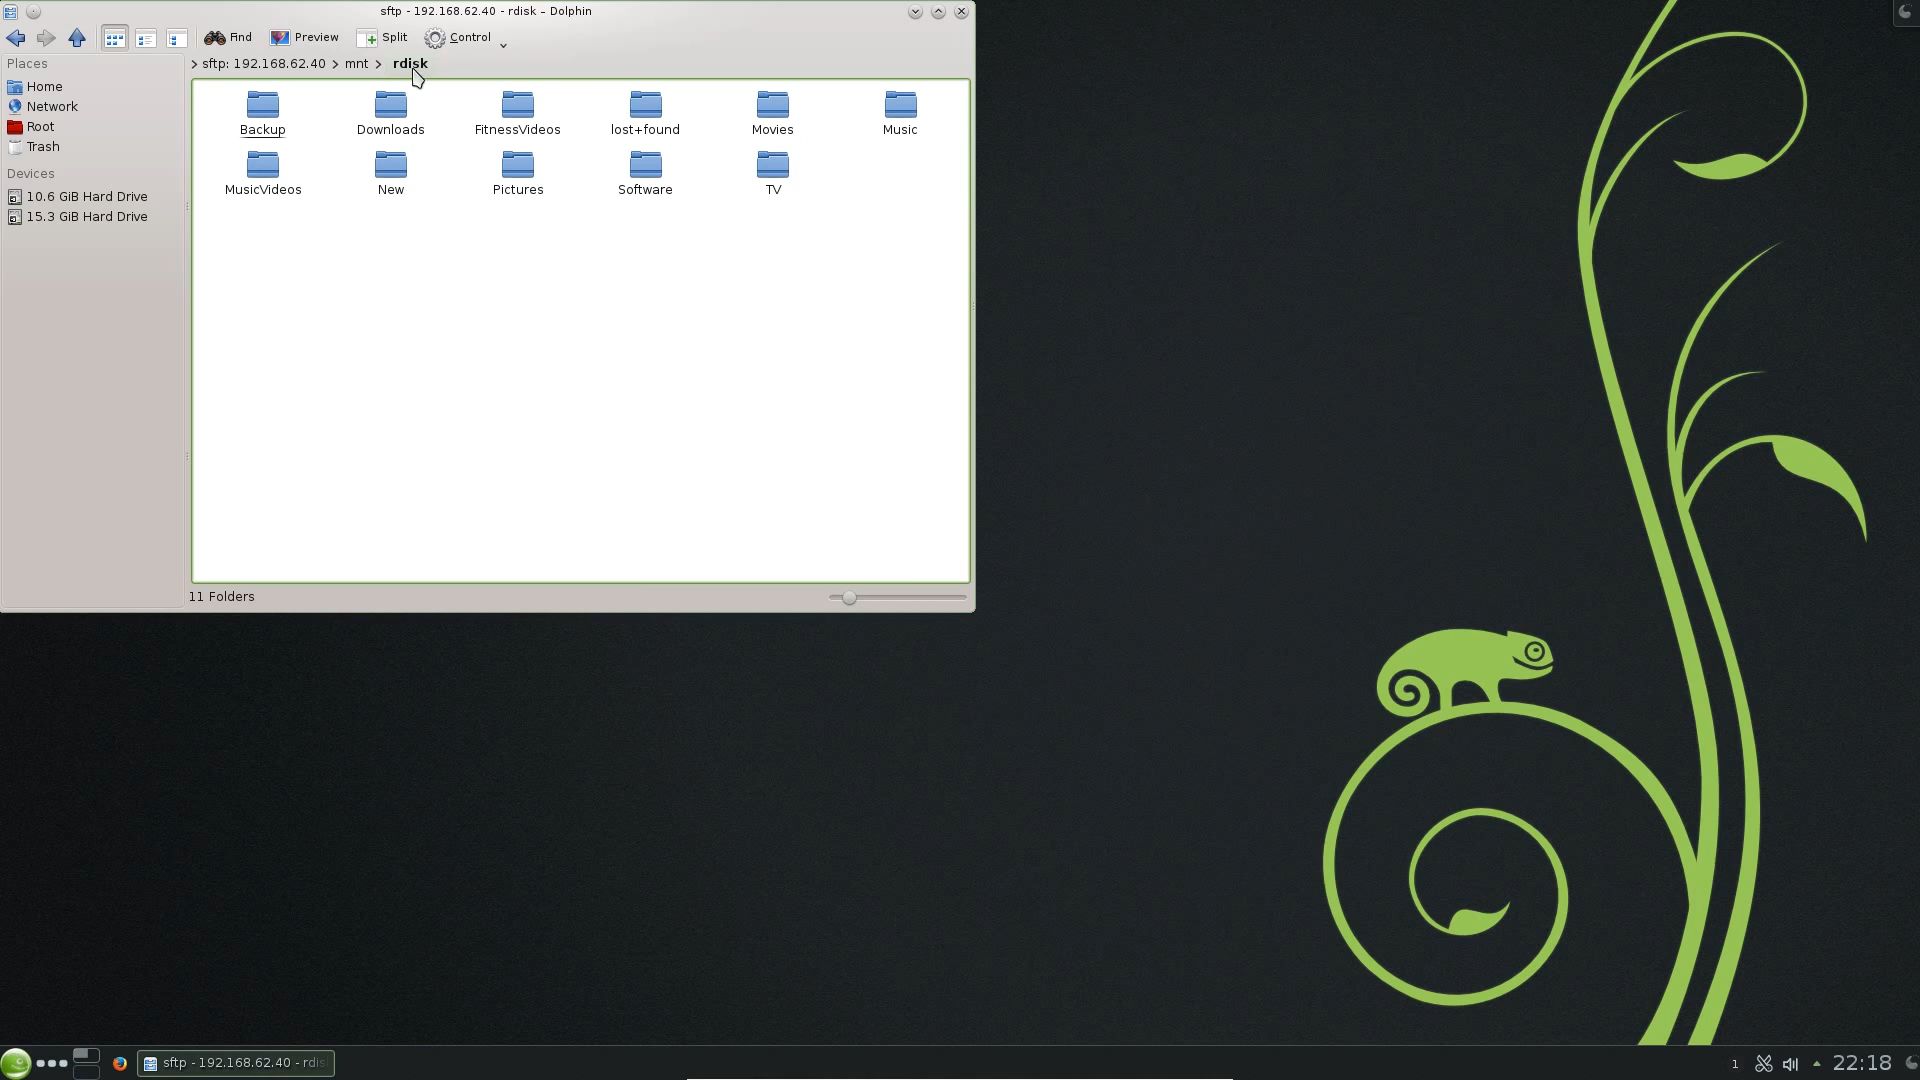 sftp - 192.168.62.40 - rdisk – Dolphin
Find Preview Split Control
Places
> sftp: 192.168.62.40 > mnt > rdisk
Home
Network
Root
Trash
Devices
10.6 GiB Hard Drive
15.3 GiB Hard Drive
Backup Downloads FitnessVideos lost+found Movies Music
MusicVideos New Pictures Software TV
11 Folders
sftp - 192.168.62.40 - rdis
1 22:18